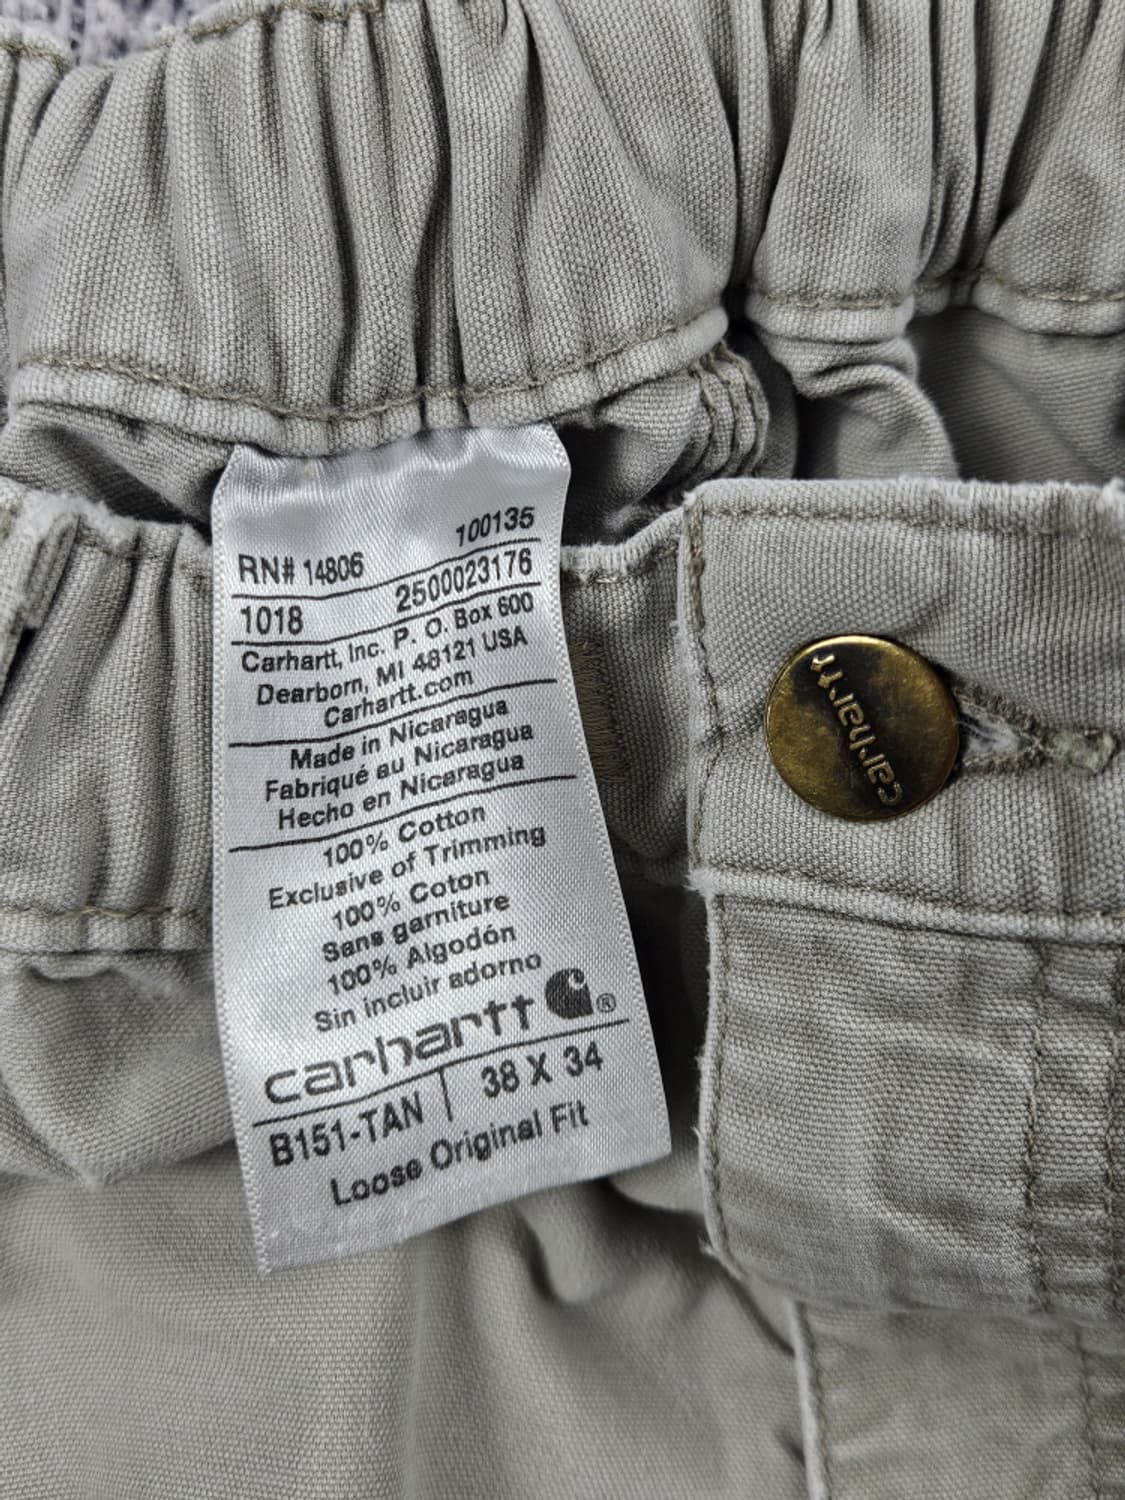 100135
RN# 14806
1018 2500023176
Carhartt, Inc. P. O. Box 600
Dearborn, MI 48121 USA
Carhartt.com
Made in Nicaragua
Fabriqué au Nicaragua
Hecho en Nicaragua
100% Cotton
Exclusive of Trimming
100% Coton
Sans garniture
100% Algodón
Sin incluir adorno
carhartt ®
B151-TAN 38 X 34
Loose Original Fit
carhartt